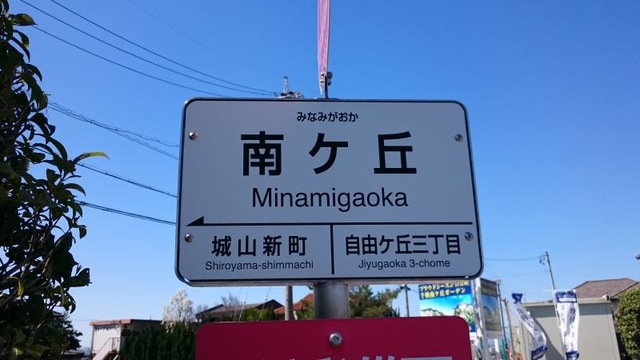 みなみがおか
南ケ丘
Minamigaoka
城山新町
Shiroyama-shimmachi
自由ケ丘三丁目
Jiyugaoka 3-chome